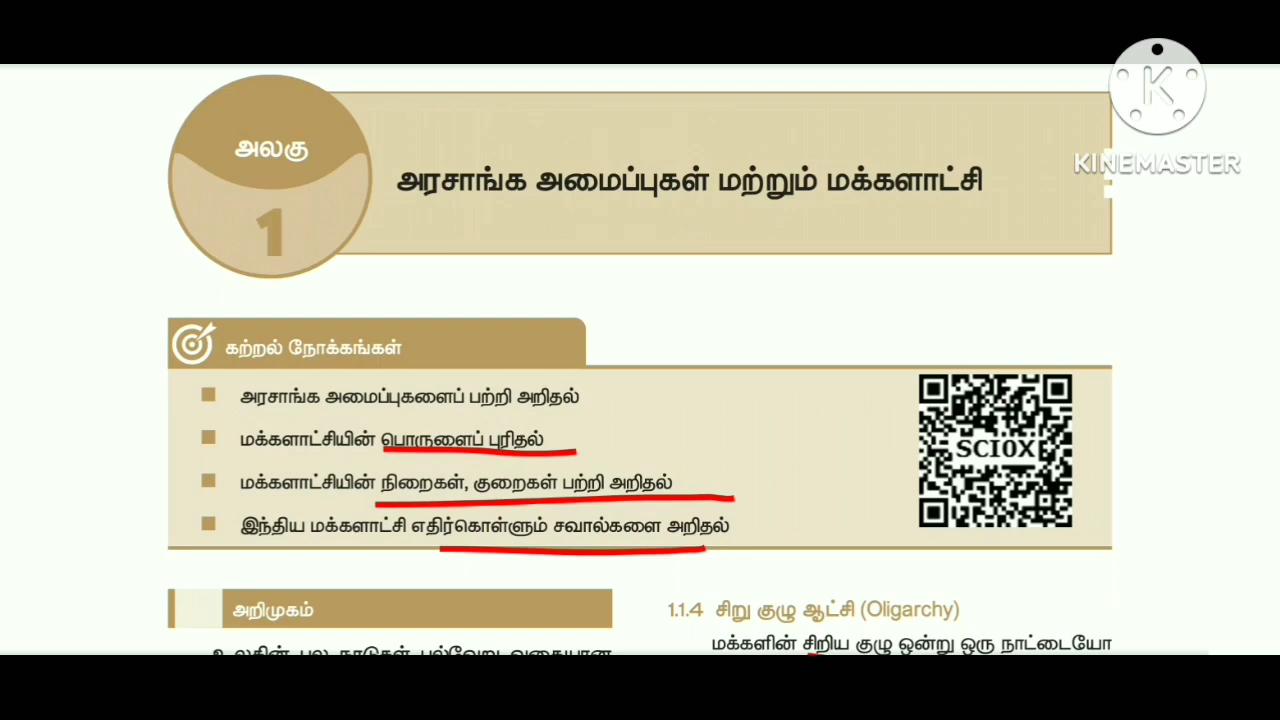 அலகு
1
அரசாங்க அமைப்புகள் மற்றும் மக்களாட்சி
KINEMASTER
கற்றல் நோக்கங்கள்
அரசாங்க அமைப்புகளைப் பற்றி அறிதல்
மக்களாட்சியின் பொருளைப் புரிதல்
மக்களாட்சியின் நிறைகள், குறைகள் பற்றி அறிதல்
இந்திய மக்களாட்சி எதிர்கொள்ளும் சவால்களை அறிதல்
SCI0X
அறிமுகம்
1.1.4 சிறு குழு ஆட்சி (Oligarchy)
மக்களின் சிறிய குழு ஒன்று ஒரு நாட்டையோ